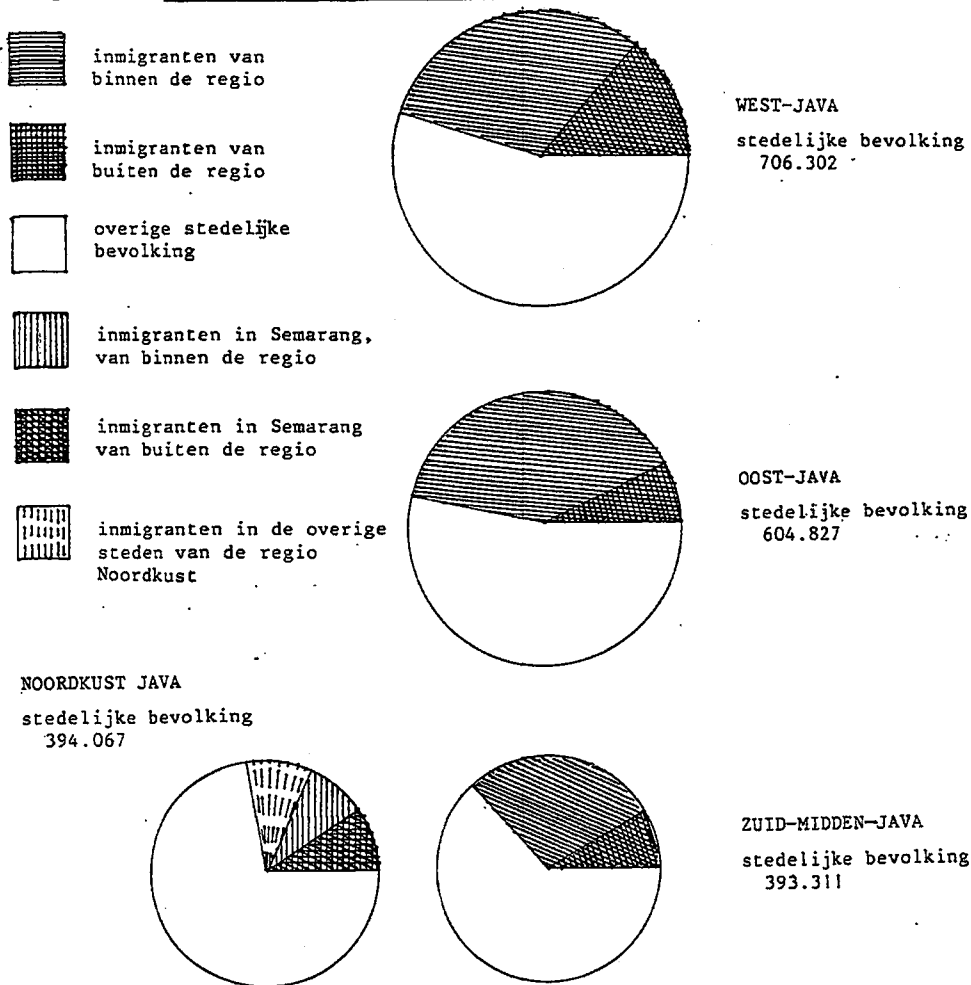 inmigranten van
binnen de regio
inmigranten van
buiten de regio
overige stedelijke
bevolking
inmigranten in Semarang,
van binnen de regio
inmigranten in Semarang
van buiten de regio
inmigranten in de overige
steden van de regio
Noordkust
WEST-JAVA
stedelijke bevolking
706.302
OOST-JAVA
stedelijke bevolking
604.827
NOORDKUST JAVA
stedelijke bevolking
394.067
ZUID-MIDDEN-JAVA
stedelijke bevolking
393.311